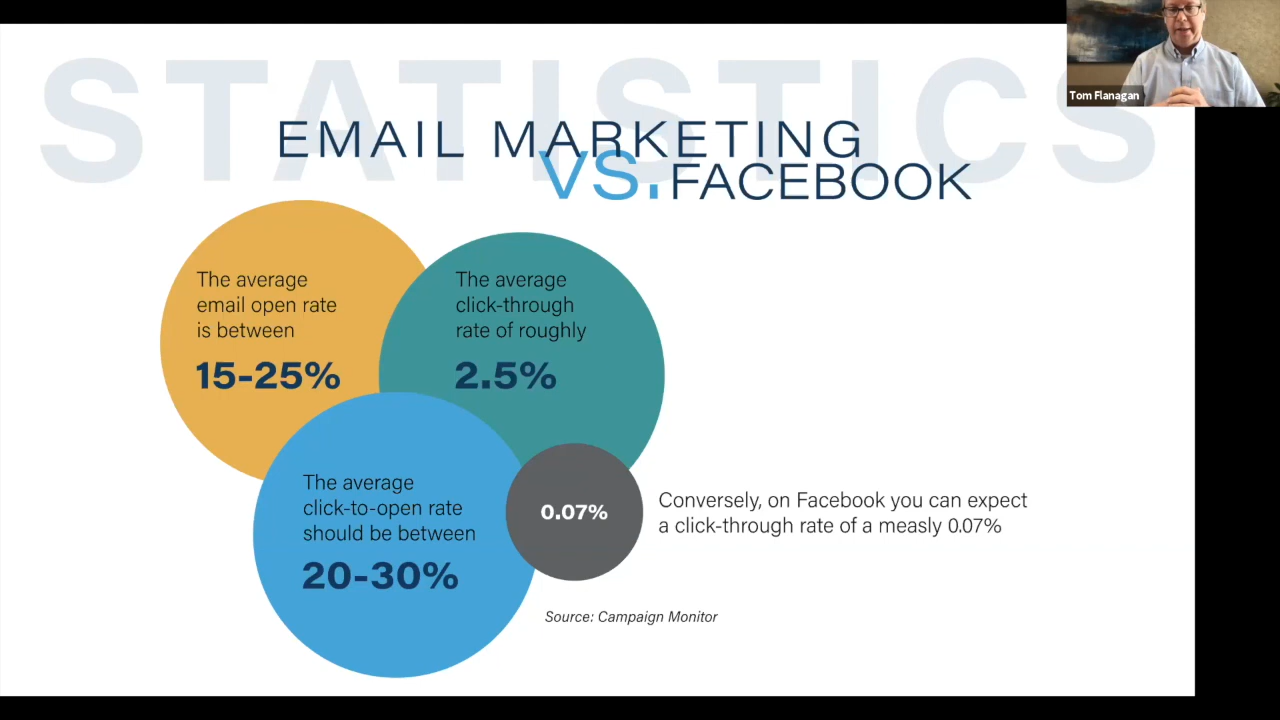 STATISTICS
EMAIL MARKETING
VS. FACEBOOK
The average
email open rate
is between
15-25%
The average
click-through
rate of roughly
2.5%
The average
click-to-open rate
should be between
20-30%
0.07%
Conversely, on Facebook you can expect
a click-through rate of a measly 0.07%
Source: Campaign Monitor
Tom Flanagan